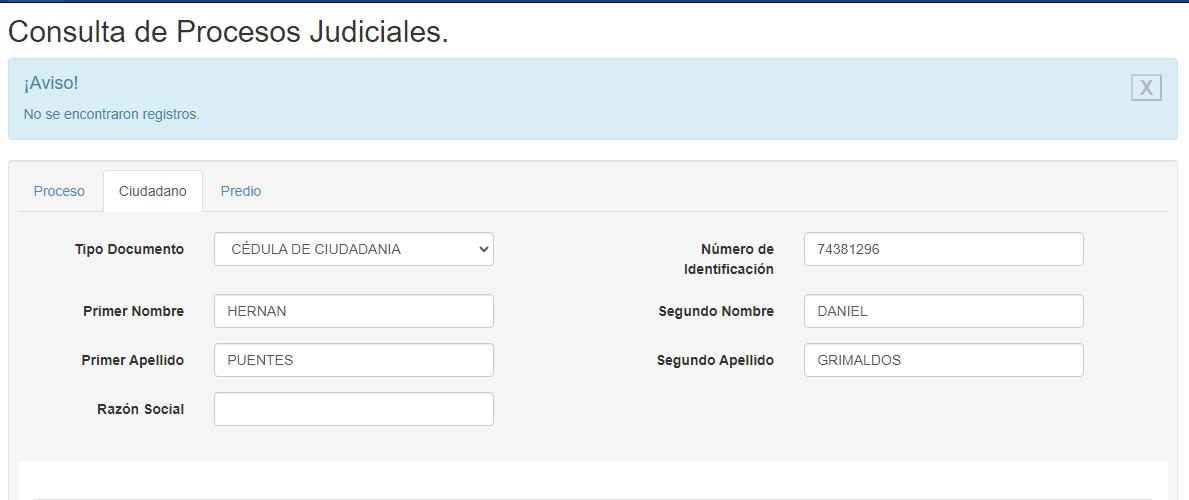 Consulta de Procesos Judiciales.
¡Aviso!
X
No se encontraron registros.
Proceso Ciudadano Predio
Tipo Documento CÉDULA DE CIUDADANIA Número de Identificación 74381296
Primer Nombre HERNAN Segundo Nombre DANIEL
Primer Apellido PUENTES Segundo Apellido GRIMALDOS
Razón Social